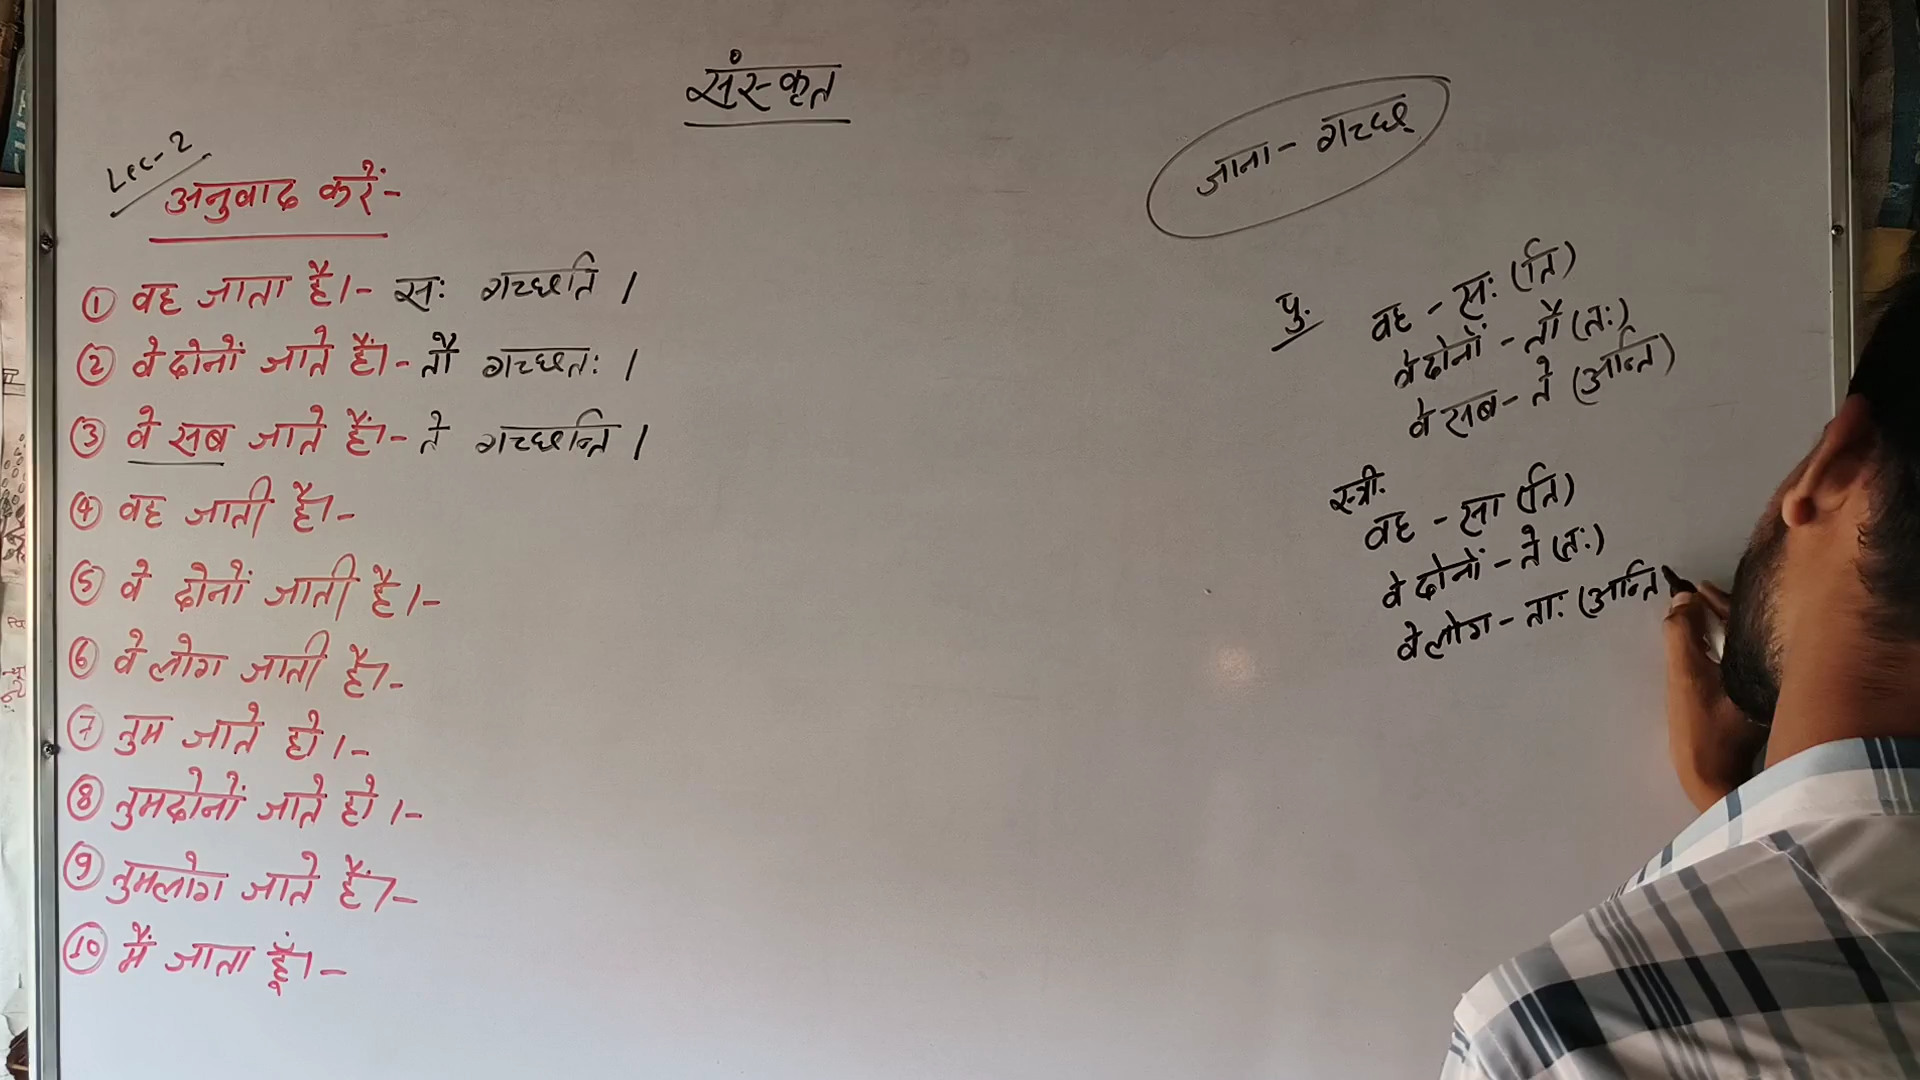 संस्कृत
Lec-2
अनुवाद करें-
① वह जाता है।- सः गच्छति ।
② वे दोनों जाते हैं।- तौ गच्छतः ।
③ वे सब जाते हैं।- ते गच्छन्ति ।
④ वह जाती है।-
⑤ वे दोनों जाती है।-
⑥ वे लोग जाती है।-
⑦ तुम जाते हो ।-
⑧ तुमदोनों जाते हो ।-
⑨ तुमलोग जाते हैं।-
⑩ मैं जाता हूं।-
जाना - गच्छ्
पु.
वह - सः (ति)
वे दोनों - तौ (तः)
वे सब - ते (अन्ति)
स्त्री.
वह - सा (ति)
वे दोनों - ते (तः)
वे लोग - ताः (अन्ति